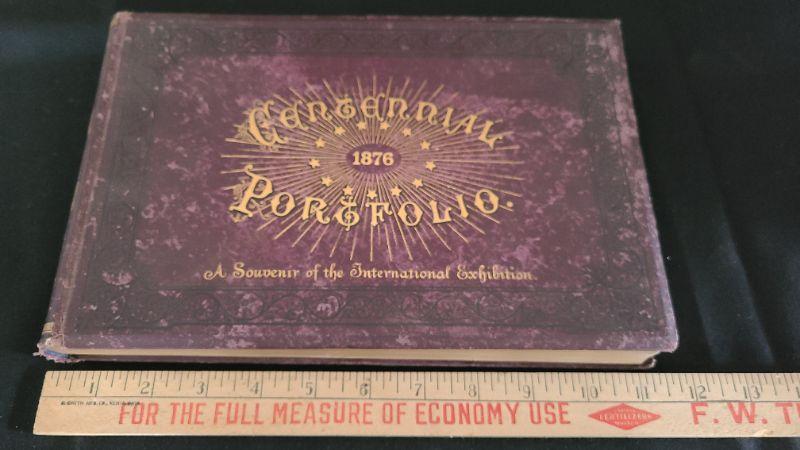 CENTENNIAL
1876
PORTFOLIO.
A Souvenir of the International Exhibition.
1 2 3 4 5 6 7 8 9 10 11 12 13
FOR THE FULL MEASURE OF ECONOMY USE FERTILIZERS F. W. T